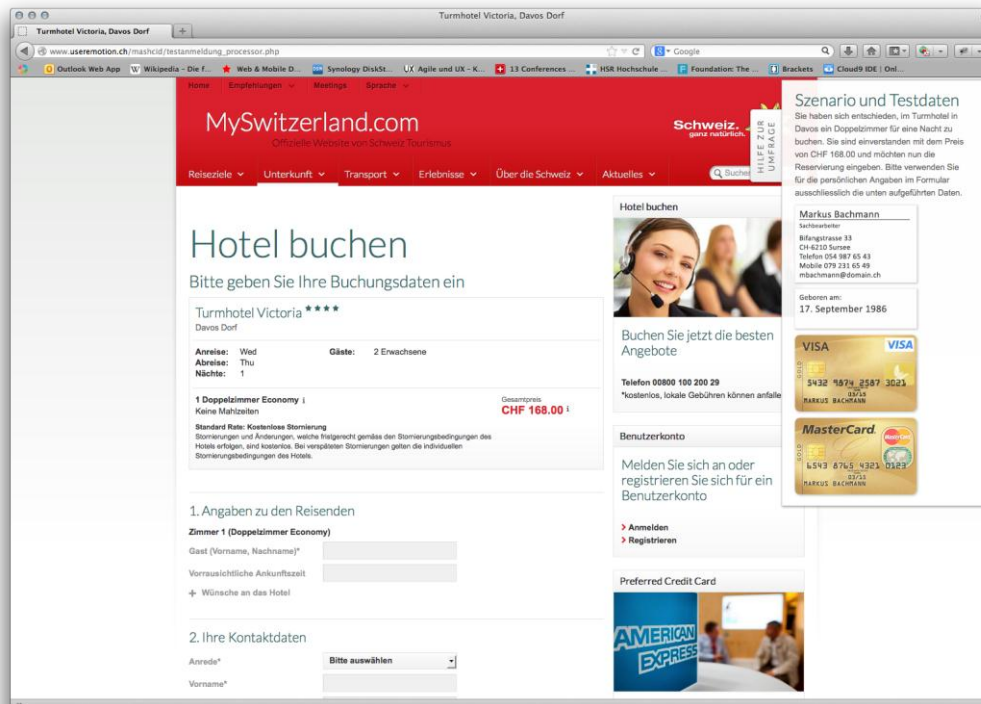 Turmhotel Victoria, Davos Dorf
Turmhotel Victoria, Davos Dorf
+
www.useremotion.ch/mashcid/testanmeldung_processor.php
Google
Outlook Web App
Wikipedia - Die f...
Web & Mobile D...
Synology DiskSt...
Agile und UX - K...
13 Conferences ...
HSR Hochschule ...
Foundation: The ...
Brackets
Cloud9 IDE | Onl...
Home Empfehlungen Meetings Sprache
MySwitzerland.com
Offizielle Website von Schweiz Tourismus
Schweiz.
ganz natürlich.
Reiseziele Unterkunft Transport Erlebnisse Über die Schweiz Aktuelles
HILFE ZUR
UMFRAGE
Szenario und Testdaten
Sie haben sich entschieden, im Turmhotel in
Davos ein Doppelzimmer für eine Nacht zu
buchen. Sie sind einverstanden mit dem Preis
von CHF 168.00 und möchten nun die
Reservierung eingeben. Bitte verwenden Sie
für die persönlichen Angaben im Formular
ausschliesslich die unten aufgeführten Daten.
Markus Bachmann
Sachbearbeiter
Bifangstrasse 33
CH-6210 Sursee
Telefon 054 987 65 43
Mobile 079 231 65 49
mbachmann@domain.ch
Geboren am:
17. September 1986
VISA VISA
GOLD
5432 9874 2587 3021
03/15
MARKUS BACHMANN
MasterCard
MasterCard
GOLD
6543 8765 4321 0123
03/15
MARKUS BACHMANN
Hotel buchen
Bitte geben Sie Ihre Buchungsdaten ein
Turmhotel Victoria ★★★★
Davos Dorf
Anreise: Wed Gäste: 2 Erwachsene
Abreise: Thu
Nächte: 1
1 Doppelzimmer Economy i
Keine Mahlzeiten
Gesamtpreis
CHF 168.00 i
Standard Rate: Kostenlose Stornierung
Stornierungen und Änderungen, welche fristgerecht gemäss den Stornierungsbedingungen des
Hotels erfolgen, sind kostenlos. Bei verspäteten Stornierungen gelten die individuellen
Stornierungsbedingungen des Hotels.
1. Angaben zu den Reisenden
Zimmer 1 (Doppelzimmer Economy)
Gast (Vorname, Nachname)*
Vorrausichtliche Ankunftszeit
+ Wünsche an das Hotel
2. Ihre Kontaktdaten
Anrede* Bitte auswählen
Vorname*
Hotel buchen
Buchen Sie jetzt die besten
Angebote
Telefon 00800 100 200 29
*kostenlos, lokale Gebühren können anfalle
Benutzerkonto
Melden Sie sich an oder
registrieren Sie sich für ein
Benutzerkonto
Anmelden
Registrieren
Preferred Credit Card
AMERICAN
EXPRESS